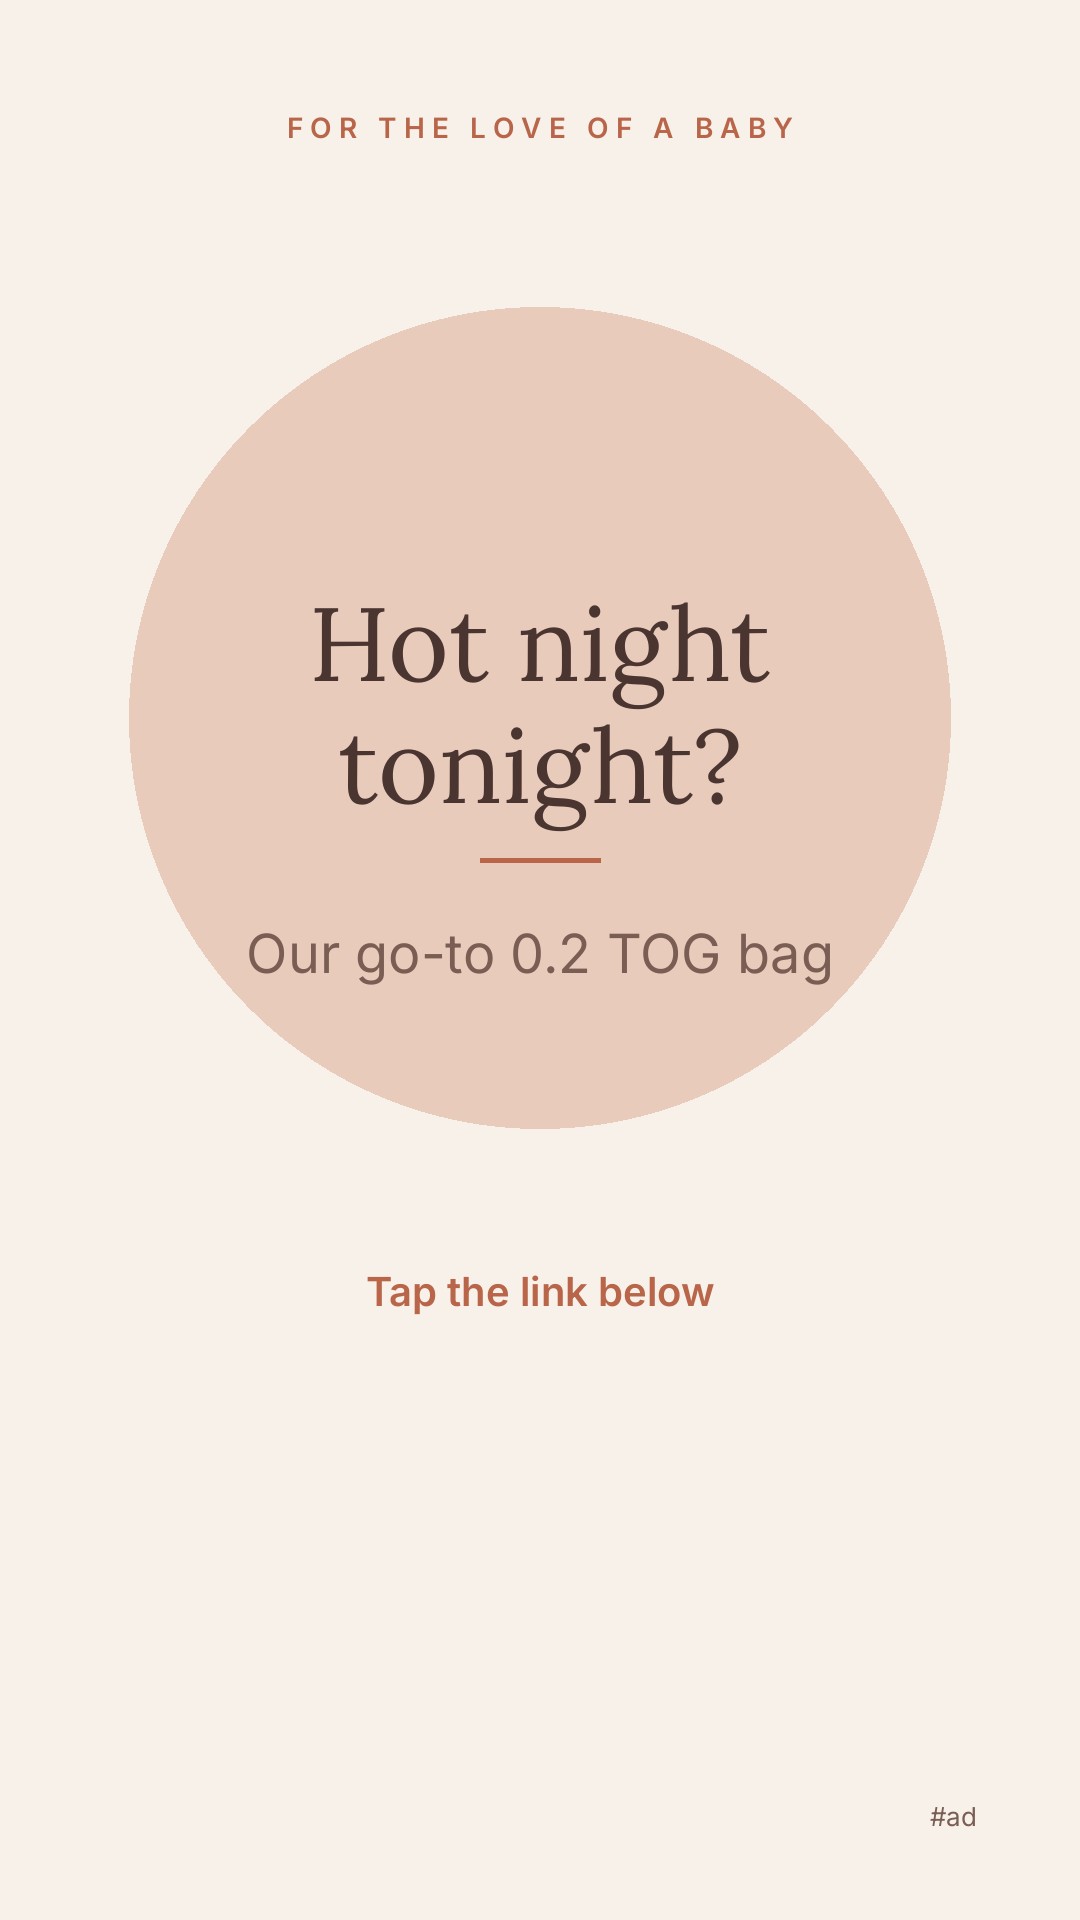 FOR THE LOVE OF A BABY
Hot night
tonight?
Our go-to 0.2 TOG bag
Tap the link below
#ad